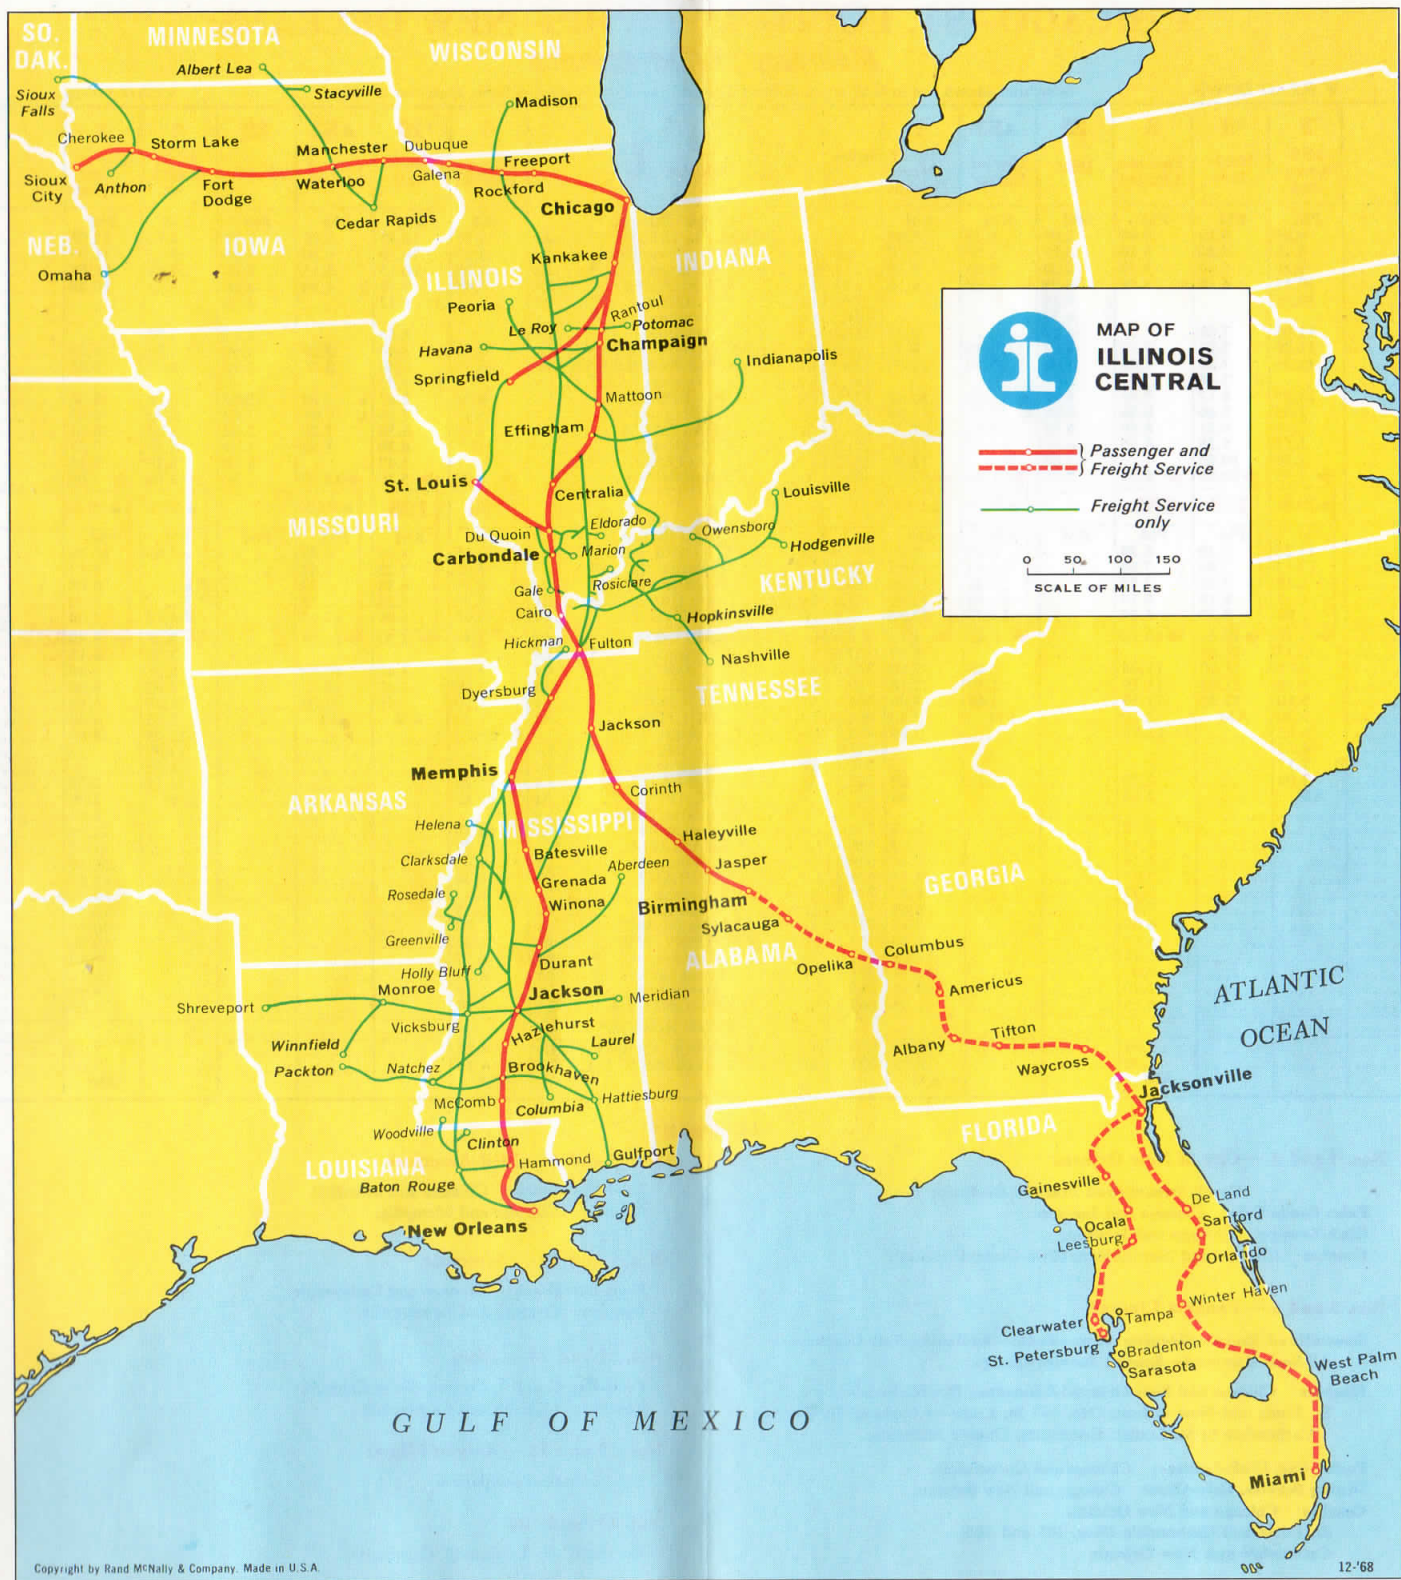 SO.
DAK.
MINNESOTA
WISCONSIN
Albert Lea
Stacyville
Sioux
Falls
Madison
Cherokee
Storm Lake
Manchester
Dubuque
Freeport
Sioux
City
Anthon
Fort
Dodge
Waterloo
Galena
Rockford
Cedar Rapids
Chicago
NEB.
IOWA
Omaha
Kankakee
ILLINOIS
INDIANA
Peoria
Rantoul
Le Roy
Potomac
Havana
Champaign
Indianapolis
Springfield
Mattoon
Effingham
St. Louis
Centralia
Louisville
MISSOURI
Du Quoin
Eldorado
Owensboro
Carbondale
Marion
Hodgenville
Gale
Rosiclare
KENTUCKY
Cairo
Hopkinsville
Hickman
Fulton
Nashville
Dyersburg
TENNESSEE
Jackson
Memphis
Corinth
ARKANSAS
Helena
MISSISSIPPI
Haleyville
Clarksdale
Batesville
Aberdeen
Jasper
Rosedale
Grenada
GEORGIA
Winona
Birmingham
Greenville
Sylacauga
Holly Bluff
Durant
ALABAMA
Opelika
Columbus
Monroe
Jackson
Americus
Shreveport
Vicksburg
Meridian
Hazlehurst
Albany
Tifton
Winnfield
Laurel
Waycross
Packton
Natchez
Brookhaven
McComb
Columbia
Hattiesburg
Jacksonville
Woodville
Clinton
FLORIDA
LOUISIANA
Hammond
Gulfport
Baton Rouge
Gainesville
New Orleans
De Land
Ocala
Sanford
Leesburg
Orlando
Winter Haven
Clearwater
Tampa
St. Petersburg
Bradenton
Sarasota
West Palm
Beach
Miami
MAP OF
ILLINOIS
CENTRAL
Passenger and
Freight Service
Freight Service
only
0 50 100 150
SCALE OF MILES
ATLANTIC
OCEAN
GULF OF MEXICO
Copyright by Rand McNally & Company. Made in U.S.A.
12-'68